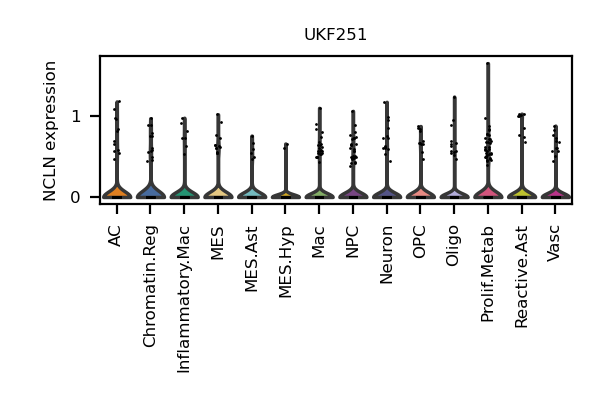 UKF251
NCLN expression
1
0
AC
Chromatin.Reg
Inflammatory.Mac
MES
MES.Ast
MES.Hyp
Mac
NPC
Neuron
OPC
Oligo
Prolif.Metab
Reactive.Ast
Vasc